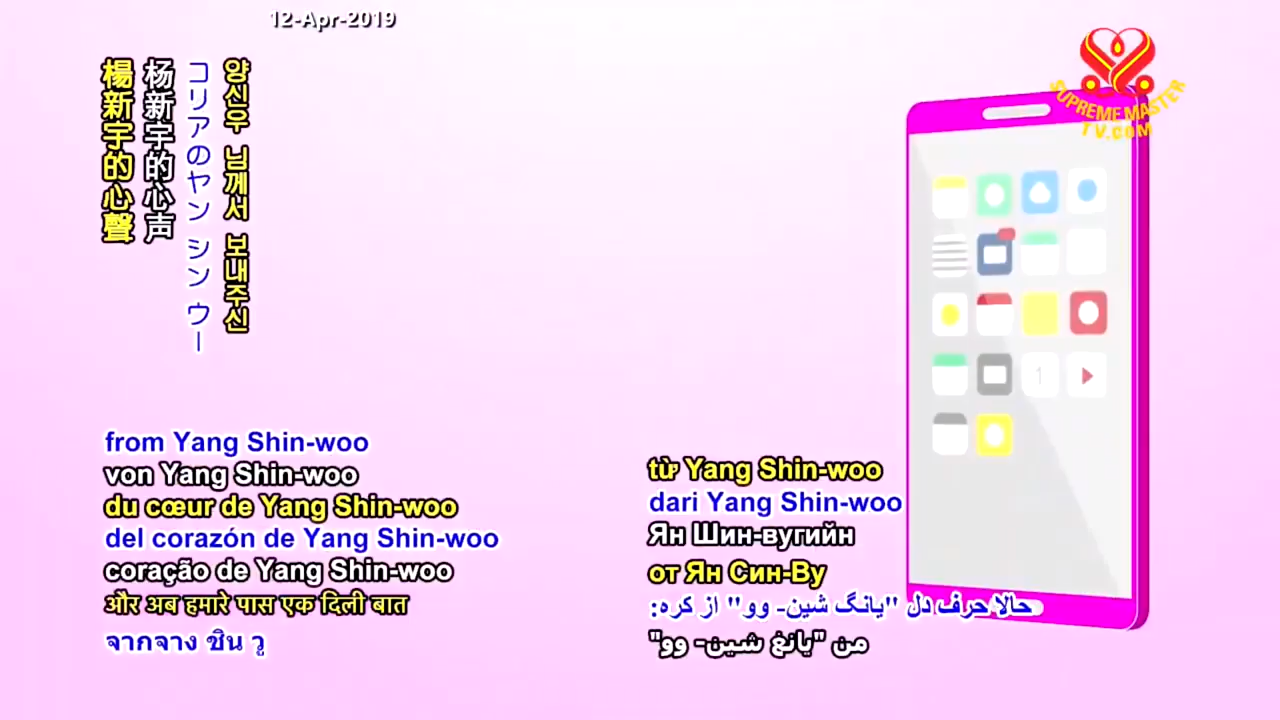 12-Apr-2019
楊新宇的心聲
杨新宇的心声
コリアのヤン シン ウー
양신우 님께서 보내주신
SUPREME MASTER
TV.COM
1
from Yang Shin-woo
von Yang Shin-woo
du cœur de Yang Shin-woo
del corazón de Yang Shin-woo
coração de Yang Shin-woo
और अब हमारे पास एक दिली बात
จากจาง ชิน วู
từ Yang Shin-woo
dari Yang Shin-woo
Ян Шин-вугийн
от Ян Син-Ву
حالا حرف دل "یانگ شین- وو" از کره:
من "يانغ شين- وو"